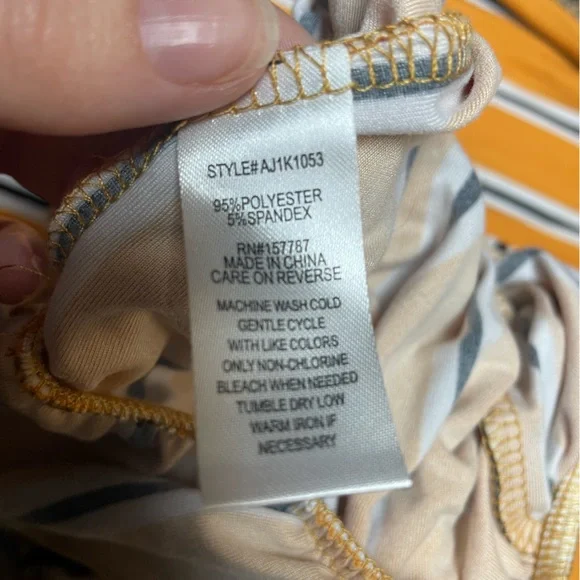 STYLE#AJ1K1053
95%POLYESTER
5%SPANDEX
RN#157787
MADE IN CHINA
CARE ON REVERSE
MACHINE WASH COLD
GENTLE CYCLE
WITH LIKE COLORS
ONLY NON-CHLORINE
BLEACH WHEN NEEDED
TUMBLE DRY LOW
WARM IRON IF
NECESSARY